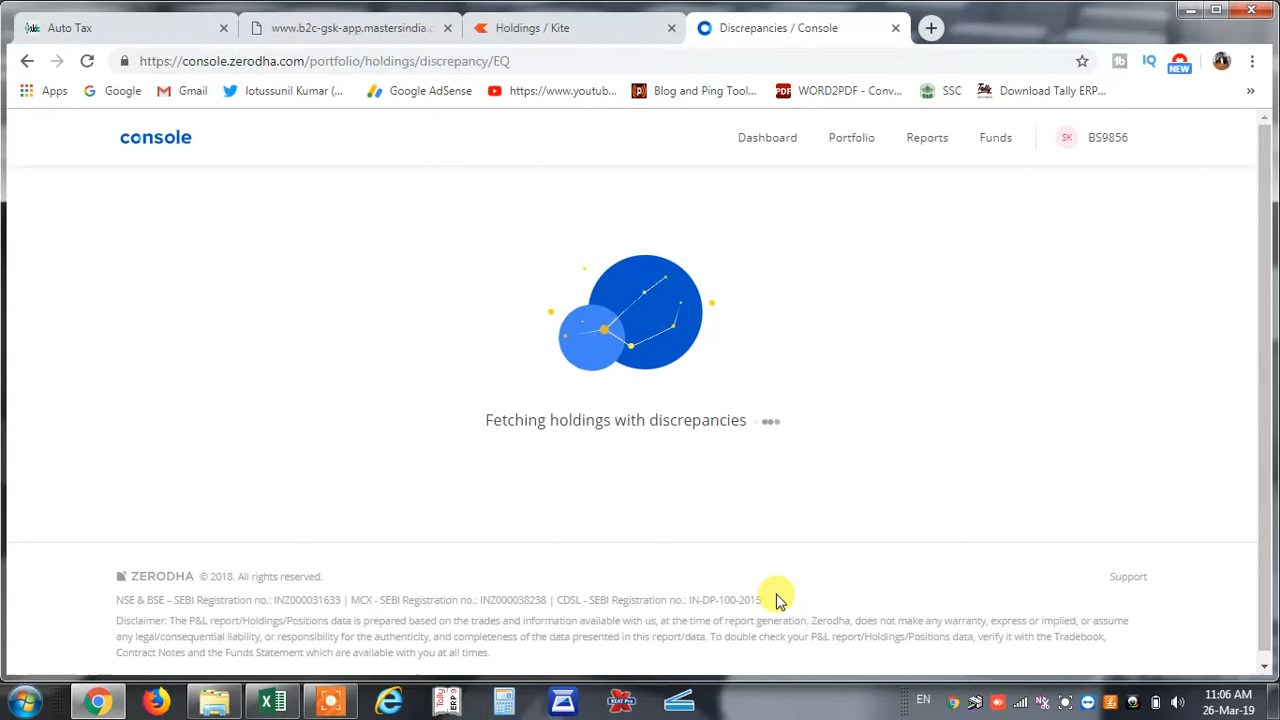 Auto Tax
www.b2c-gsk-app.mastersindia.c
Holdings / Kite
Discrepancies / Console
https://console.zerodha.com/portfolio/holdings/discrepancy/EQ
NEW
Apps
Google
Gmail
lotussunil Kumar (...
Google AdSense
https://www.youtub...
Blog and Ping Tool...
PDF
WORD2PDF - Conv...
SSC
Download Tally ERP...
»
console
Dashboard
Portfolio
Reports
Funds
SK
BS9856
Fetching holdings with discrepancies
ZERODHA © 2018. All rights reserved.
Support
NSE & BSE – SEBI Registration no.: INZ000031633 | MCX - SEBI Registration no.: INZ000038238 | CDSL - SEBI Registration no.: IN-DP-100-2015
Disclaimer: The P&L report/Holdings/Positions data is prepared based on the trades and information available with us, at the time of report generation. Zerodha, does not make any warranty, express or implied, or assume
any legal/consequential liability, or responsibility for the authenticity, and completeness of the data presented in this report/data. To double check your P&L report/Holdings/Positions data, verify it with the Tradebook,
Contract Notes and the Funds Statement which are available with you at all times.
EN
11:06 AM
26-Mar-19